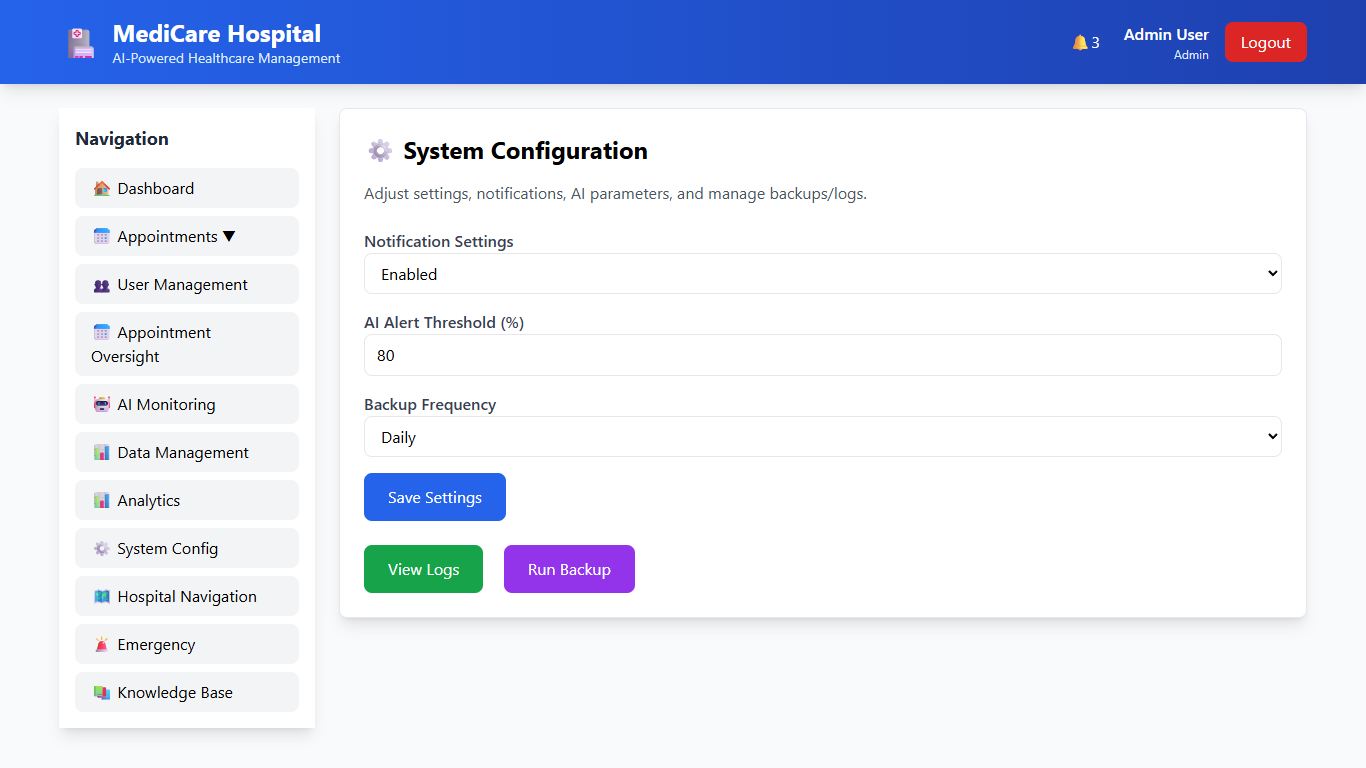 MediCare Hospital
AI-Powered Healthcare Management
3
Admin User
Admin
Logout
Navigation
Dashboard
Appointments ▼
User Management
Appointment
Oversight
AI Monitoring
Data Management
Analytics
System Config
Hospital Navigation
Emergency
Knowledge Base
System Configuration
Adjust settings, notifications, AI parameters, and manage backups/logs.
Notification Settings
Enabled
AI Alert Threshold (%)
80
Backup Frequency
Daily
Save Settings
View Logs
Run Backup